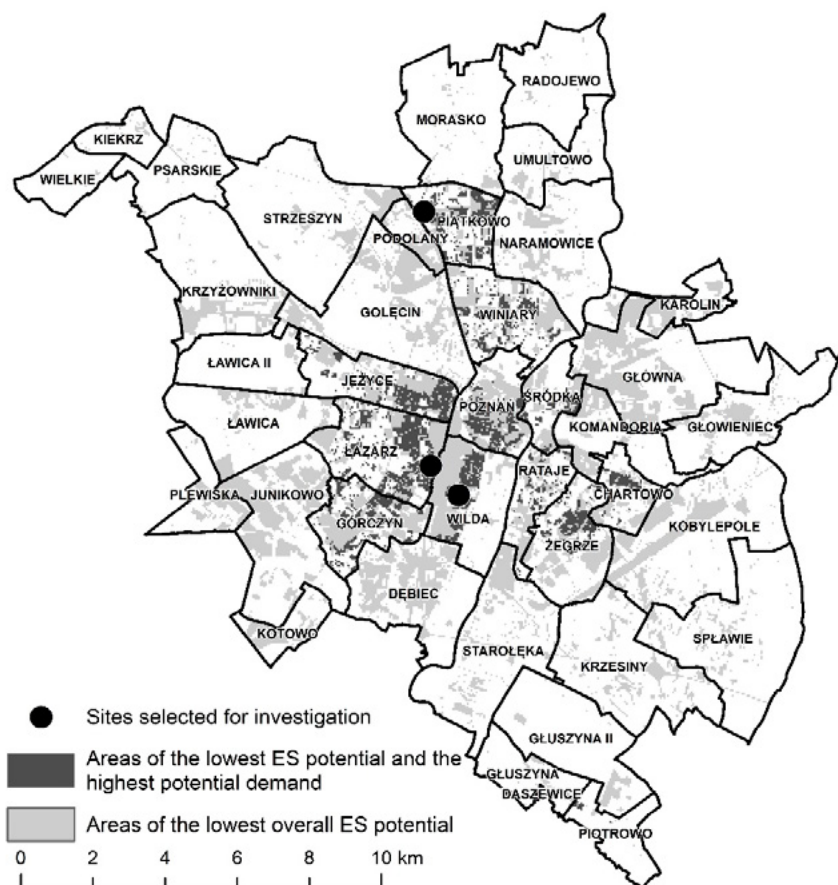 RADOJEWO
MORASKO
KIEKRZ
UMULTOWO
PSARSKIE
WIELKIE
STRZESZYN
PIĄTKOWO
PODOLANY
NARAMOWICE
KRZYŻOWNIKI
KAROLIN
GOLĘCIN
WINIARY
ŁAWICA II
JEŻYCE
GŁÓWNA
POZNAŃ
ŚRÓDKA
ŁAWICA
KOMANDORIA
GŁOWIENIEC
ŁAZARZ
RATAJE
PLEWISKA
JUNIKOWO
CHARTOWO
GÓRCZYN
WILDA
KOBYLEPOLE
ŻEGRZE
DĘBIEC
KOTOWO
STAROŁĘKA
SPŁAWIE
KRZESINY
Sites selected for investigation
GŁUSZYNA II
Areas of the lowest ES potential and the
highest potential demand
GŁUSZYNA
DASZEWICE
Areas of the lowest overall ES potential
PIOTROWO
0 2 4 6 8 10 km